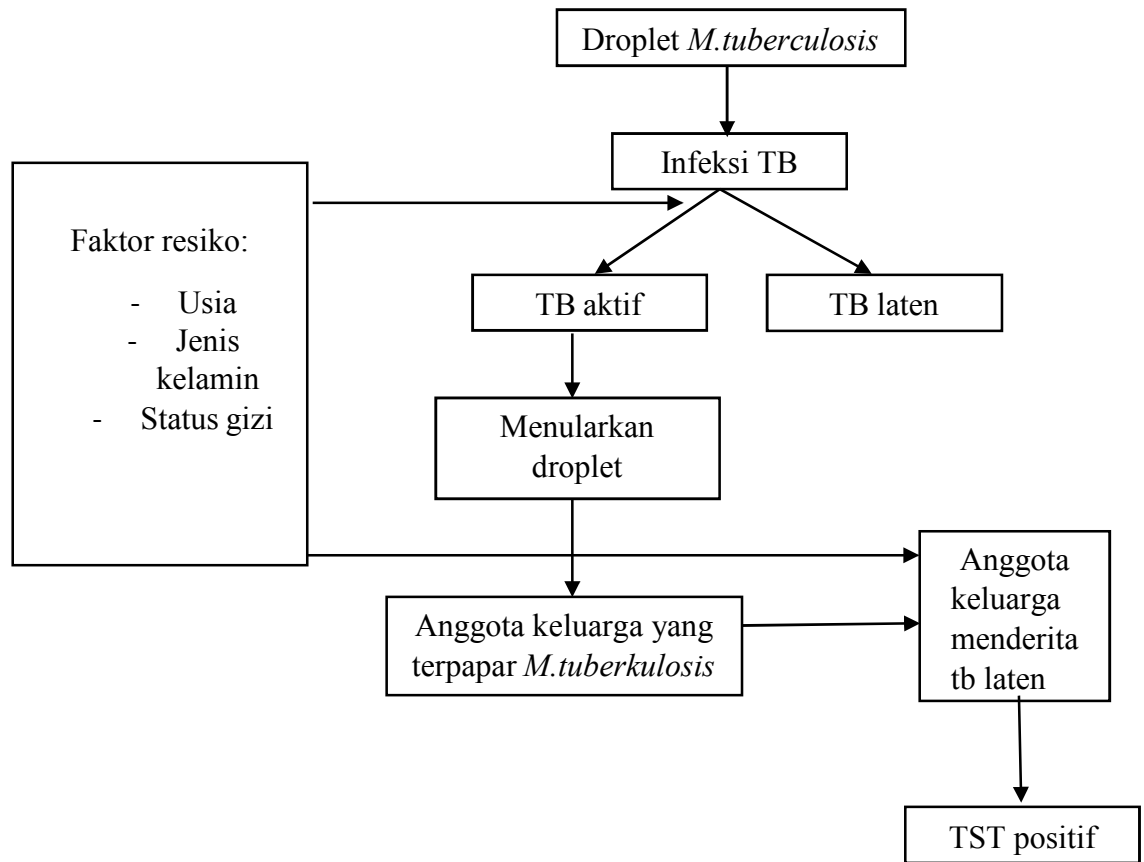 Droplet M.tuberculosis
Infeksi TB
Faktor resiko:
- Usia
- Jenis
kelamin
- Status gizi
TB aktif
TB laten
Menularkan
droplet
Anggota keluarga yang
terpapar M.tuberkulosis
Anggota
keluarga
menderita
tb laten
TST positif